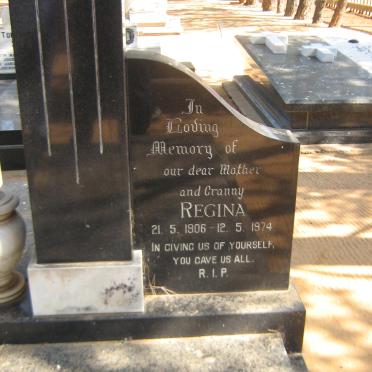 In
Loving
Memory of
our dear Mother
and Granny
REGINA
21. 5. 1906 - 12. 5. 1974
IN GIVING US OF YOURSELF,
YOU GAVE US ALL.
R.I.P.